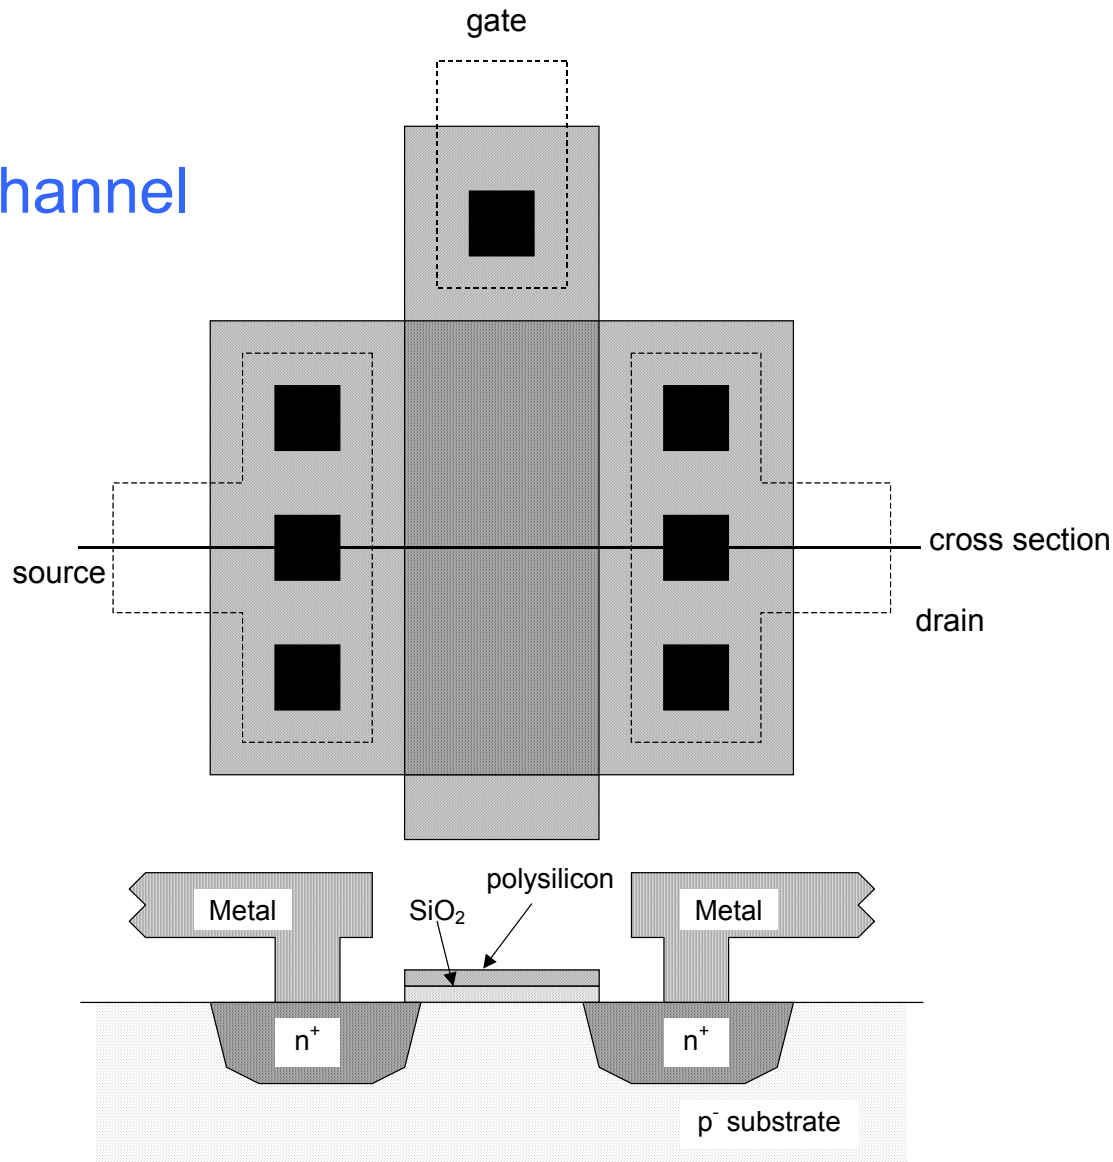 gate
hannel
cross section
source
drain
polysilicon
SiO₂
Metal
Metal
n⁺
n⁺
p⁻ substrate